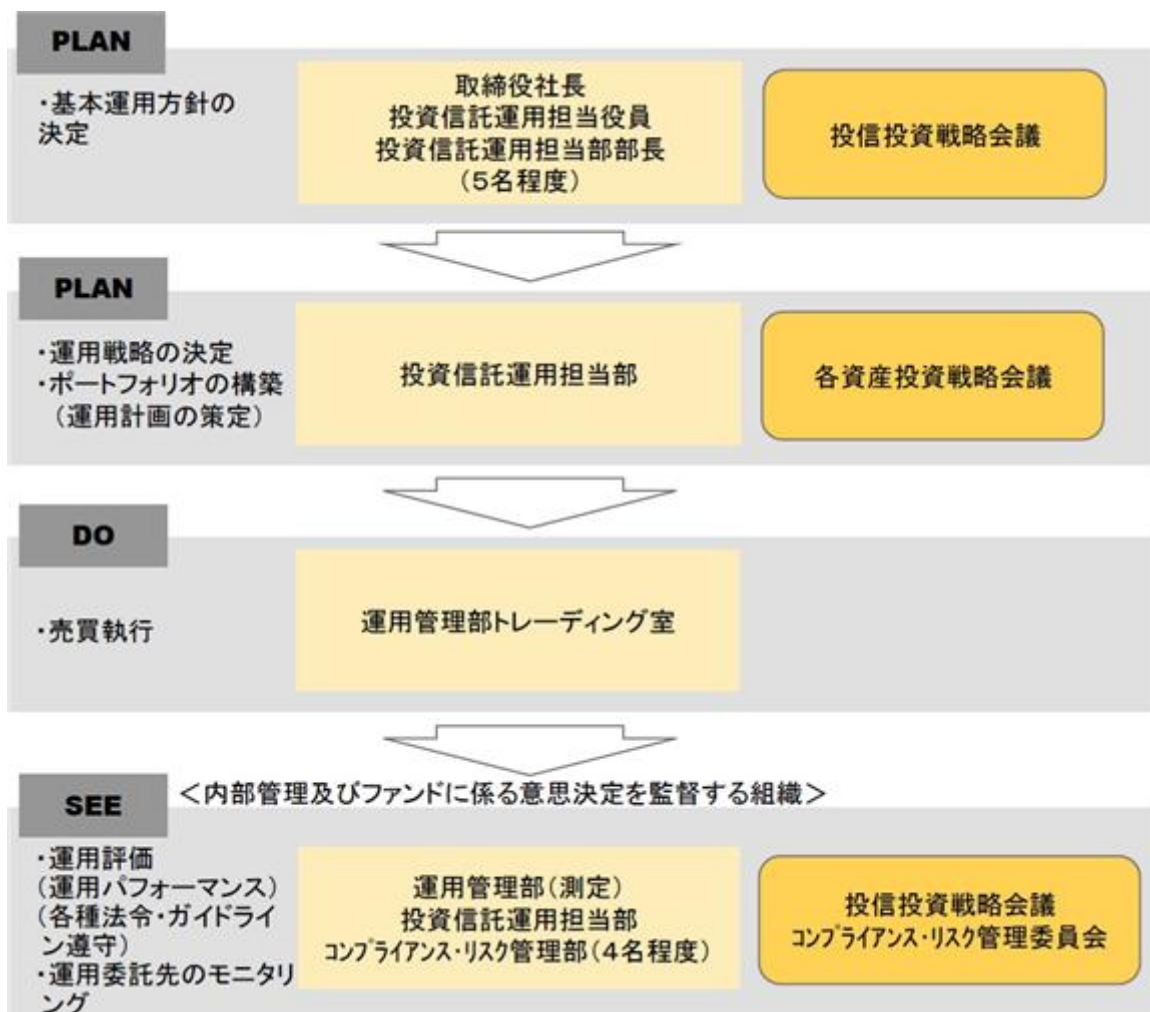 PLAN
・基本運用方針の
決定
取締役社長
投資信託運用担当役員
投資信託運用担当部部長
(5名程度)
投信投資戦略会議
PLAN
・運用戦略の決定
・ポートフォリオの構築
(運用計画の策定)
投資信託運用担当部
各資産投資戦略会議
DO
・売買執行
運用管理部トレーディング室
SEE
＜内部管理及びファンドに係る意思決定を監督する組織＞
・運用評価
(運用パフォーマンス)
(各種法令・ガイドライ
ン遵守)
・運用委託先のモニタリ
ング
運用管理部(測定)
投資信託運用担当部
ｺﾝﾌﾟﾗｲｱﾝｽ・ﾘｽｸ管理部(4名程度)
投信投資戦略会議
ｺﾝﾌﾟﾗｲｱﾝｽ・ﾘｽｸ管理委員会